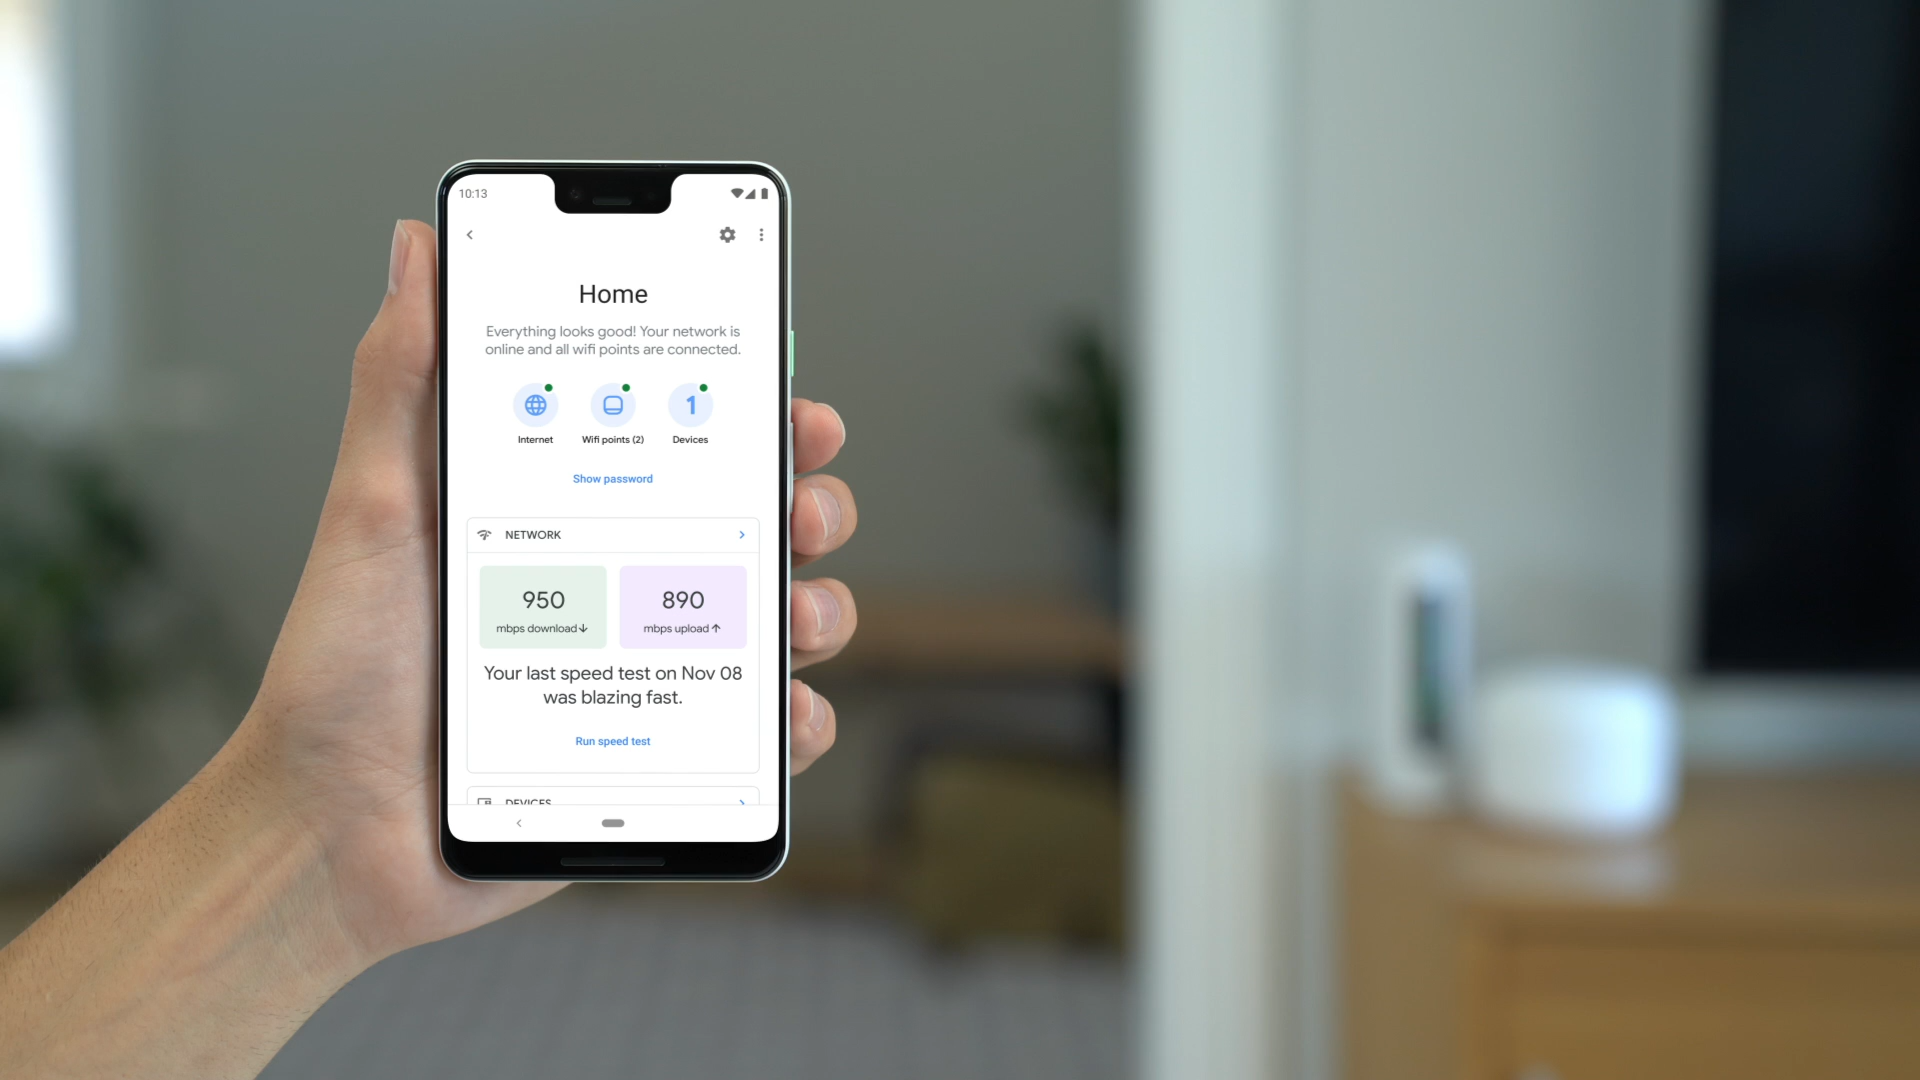 10:13
Home
Everything looks good! Your network is
online and all wifi points are connected.
1
Internet
Wifi points (2)
Devices
Show password
NETWORK
950
890
mbps download↓
mbps upload↑
Your last speed test on Nov 08
was blazing fast.
Run speed test
DEVICES